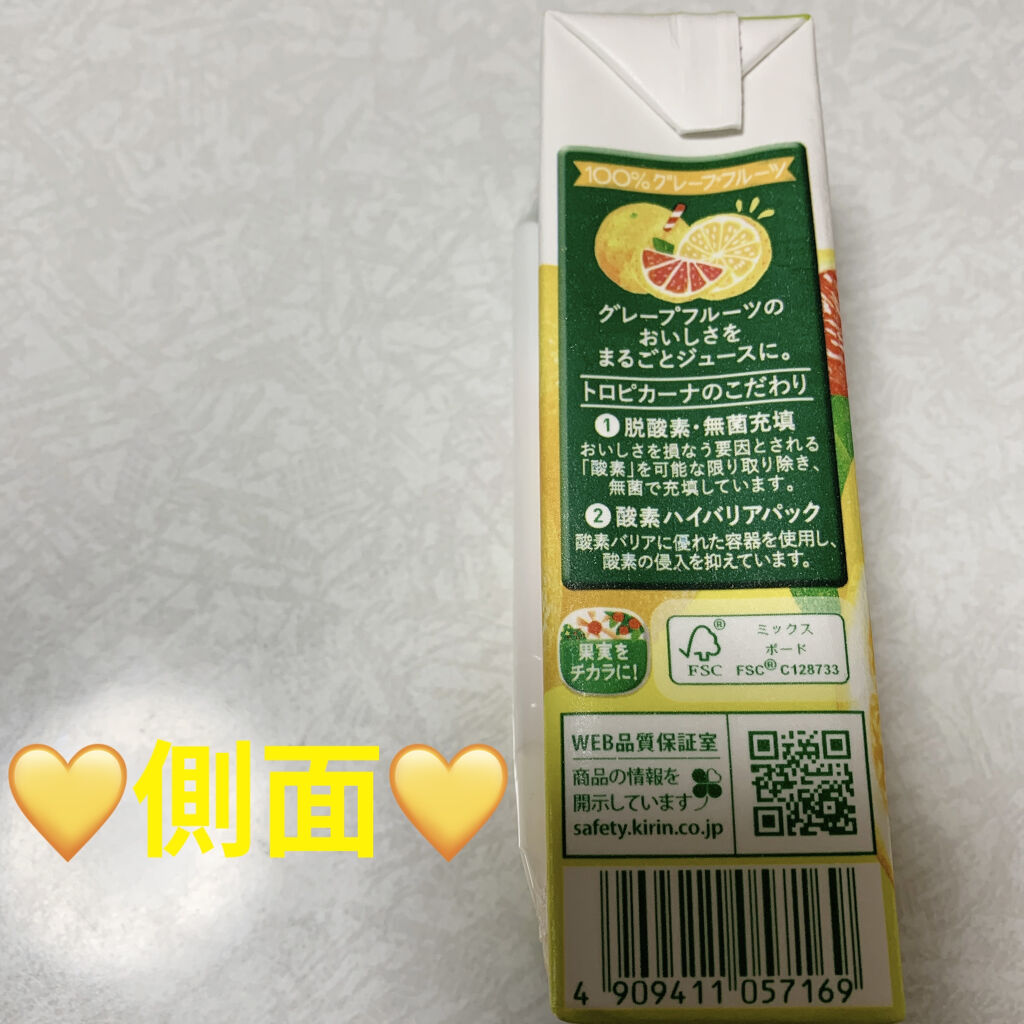 100%グレープフルーツ
グレープフルーツの
おいしさを
まるごとジュースに。
トロピカーナのこだわり
1 脱酸素・無菌充填
おいしさを損なう要因とされる
「酸素」を可能な限り取り除き、
無菌で充填しています。
2 酸素ハイバリアパック
酸素バリアに優れた容器を使用し、
酸素の侵入を抑えています。
果実を
チカラに!
® FSC
ミックス
ボード
FSC® C128733
WEB品質保証室
商品の情報を
開示しています
safety.kirin.co.jp
💛側面💛
4 909411 057169